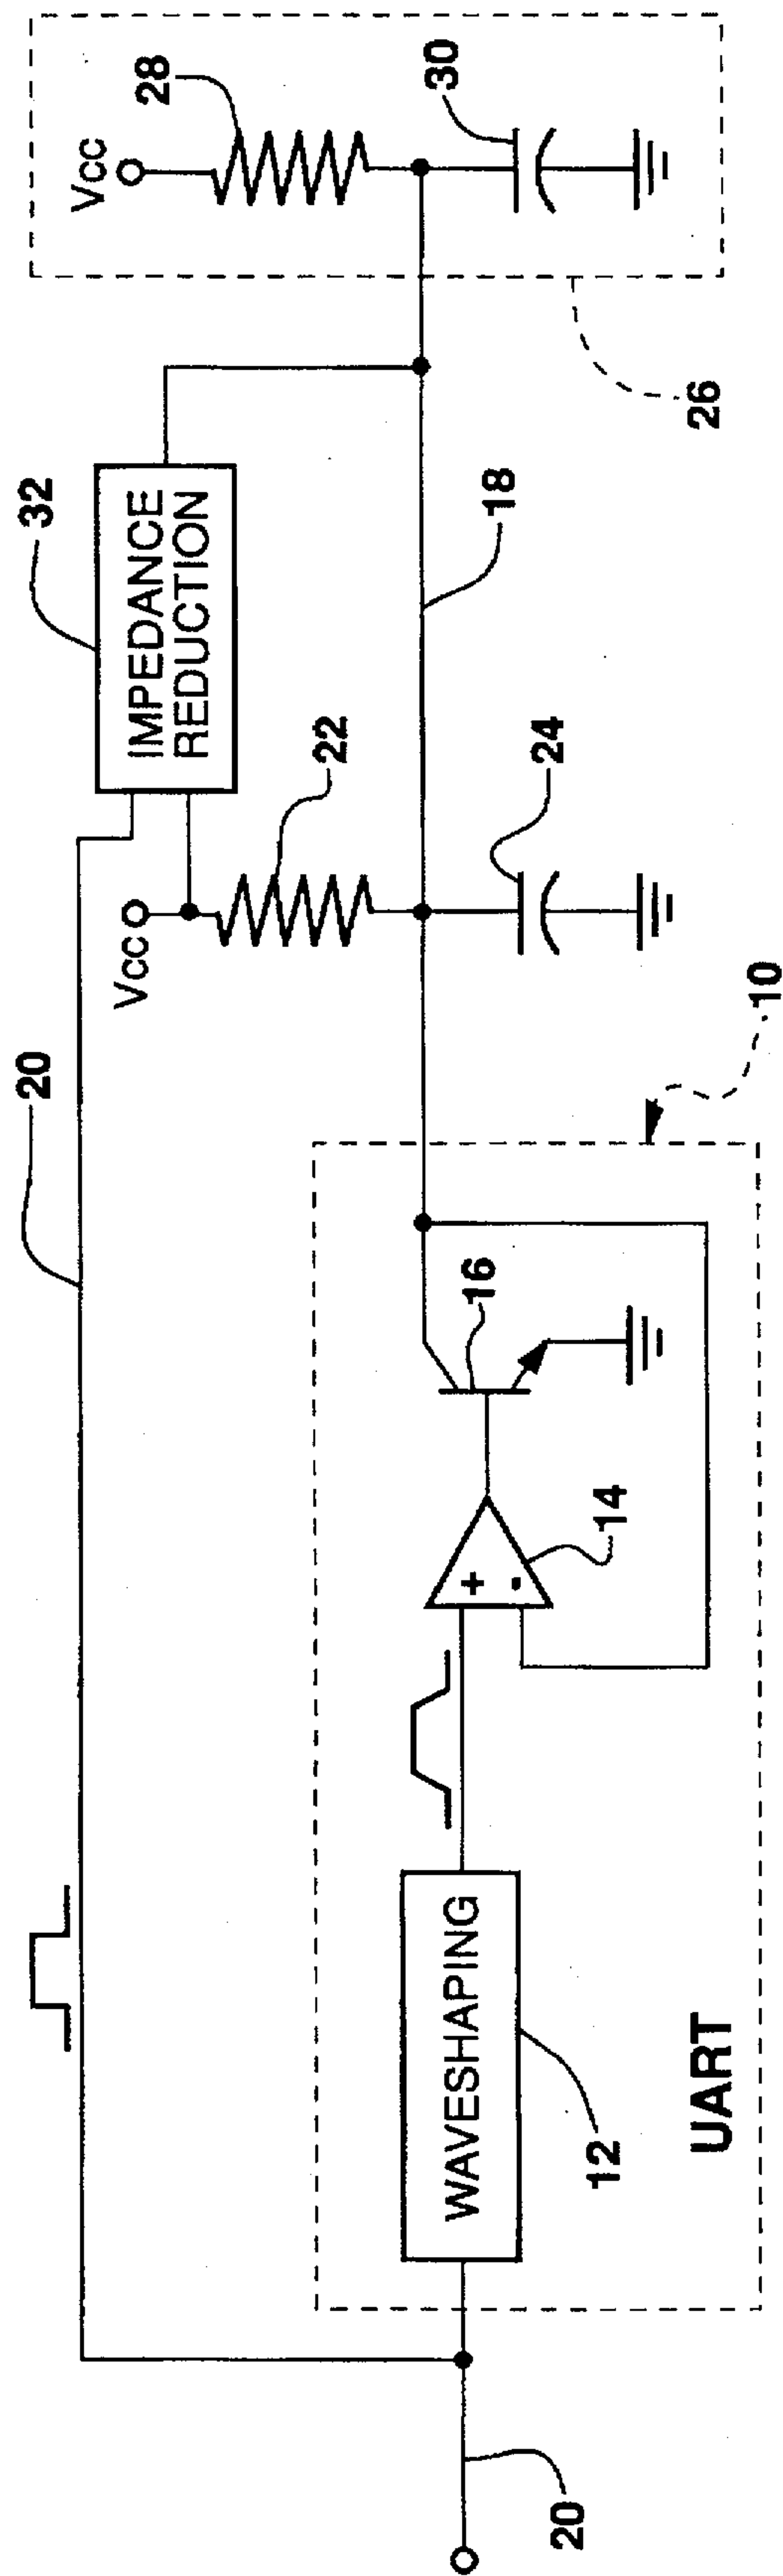 20
32
IMPEDANCE
REDUCTION
Vcc
28
Vcc
22
30
18
24
26
16
+
-
14
10
WAVESHAPING
12
UART
20